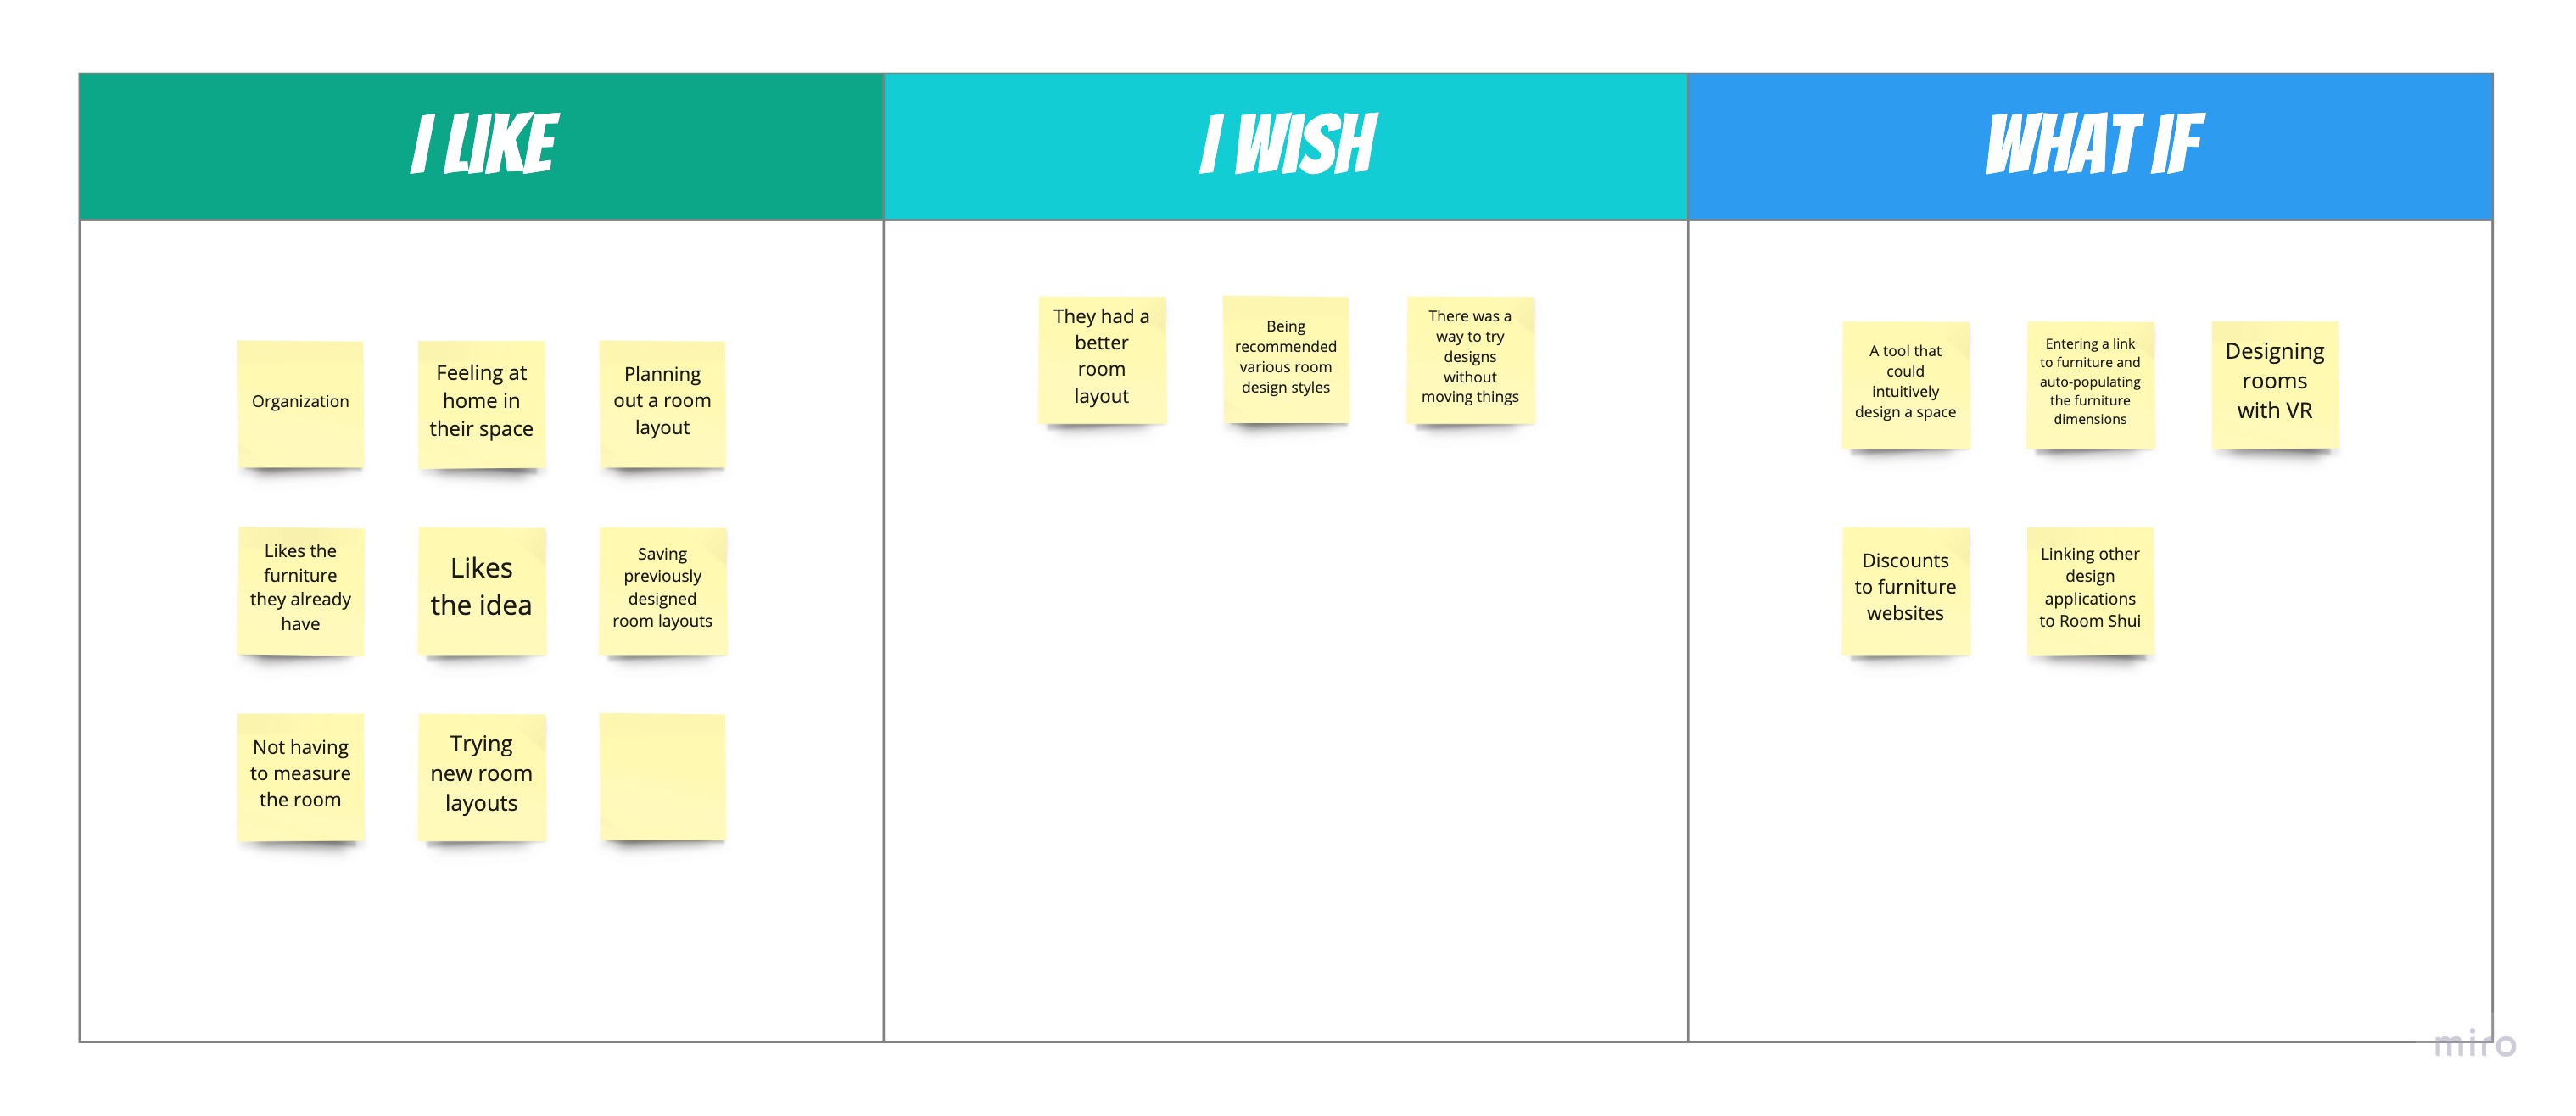 I LIKE
I WISH
WHAT IF
Organization
Feeling at
home in
their space
Planning
out a room
layout
Likes the
furniture
they already
have
Likes
the idea
Saving
previously
designed
room layouts
Not having
to measure
the room
Trying
new room
layouts
They had a
better
room
layout
Being
recommended
various room
design styles
There was a
way to try
designs
without
moving things
A tool that
could
intuitively
design a space
Entering a link
to furniture and
auto-populating
the furniture
dimensions
Designing
rooms
with VR
Discounts
to furniture
websites
Linking other
design
applications
to Room Shui
miro